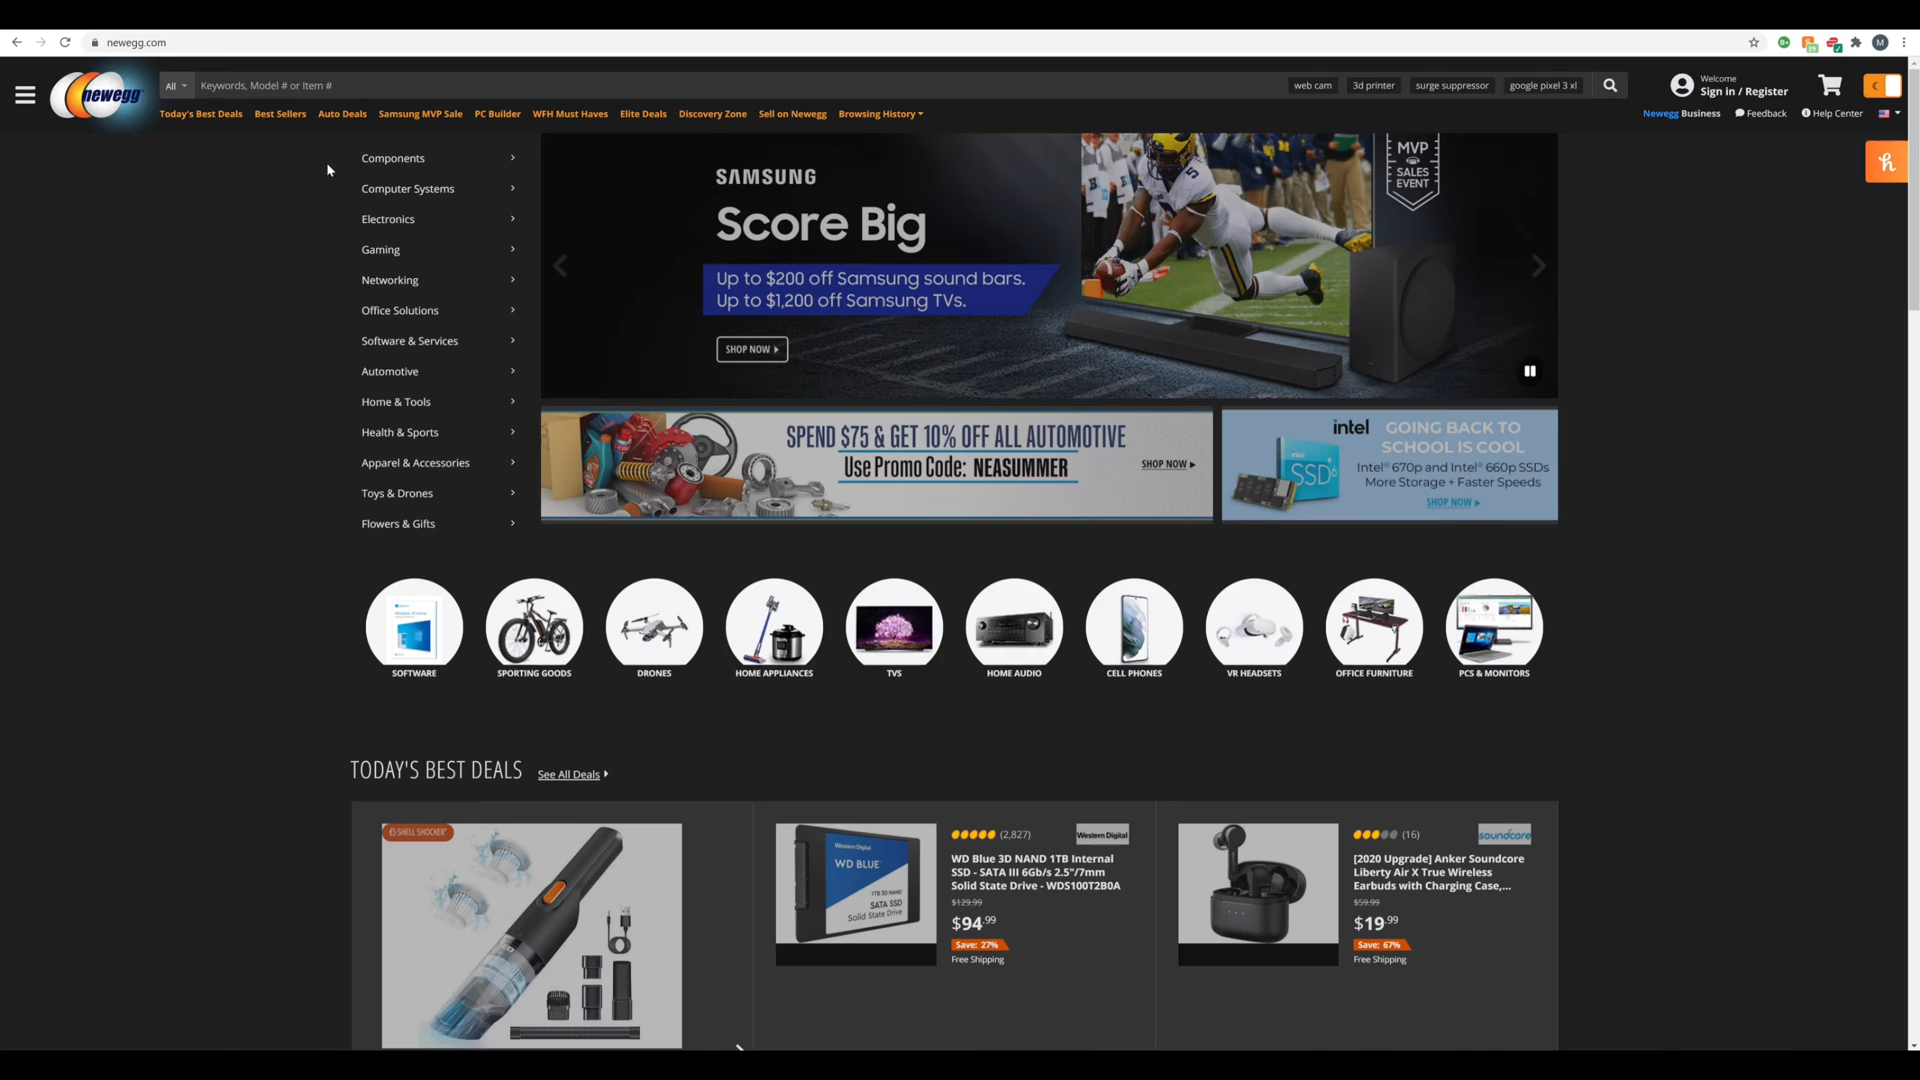 newegg.com
newegg
All
Keywords, Model # or Item #
web cam
3d printer
surge suppressor
google pixel 3 xl
Welcome
Sign in / Register
Today's Best Deals
Best Sellers
Auto Deals
Samsung MVP Sale
PC Builder
WFH Must Haves
Elite Deals
Discovery Zone
Sell on Newegg
Browsing History
Newegg Business
Feedback
Help Center
Components
Computer Systems
Electronics
Gaming
Networking
Office Solutions
Software & Services
Automotive
Home & Tools
Health & Sports
Apparel & Accessories
Toys & Drones
Flowers & Gifts
SAMSUNG
Score Big
Up to $200 off Samsung sound bars.
Up to $1,200 off Samsung TVs.
SHOP NOW
MVP
SALES
EVENT
SPEND $75 & GET 10% OFF ALL AUTOMOTIVE
Use Promo Code: NEASUMMER
SHOP NOW
intel
SSD6
GOING BACK TO
SCHOOL IS COOL
Intel® 670p and Intel® 660p SSDs
More Storage + Faster Speeds
SHOP NOW
SOFTWARE
SPORTING GOODS
DRONES
HOME APPLIANCES
TVS
HOME AUDIO
CELL PHONES
VR HEADSETS
OFFICE FURNITURE
PCS & MONITORS
TODAY'S BEST DEALS
See All Deals
SHELL SHOCKER®
Western Digital
WD BLUE
1TB 3D NAND
SATA SSD
Solid State Drive
(2,827)
Western Digital
WD Blue 3D NAND 1TB Internal
SSD - SATA III 6Gb/s 2.5"/7mm
Solid State Drive - WDS100T2B0A
$129.99
$94.99
Save: 27%
Free Shipping
(16)
soundcore
[2020 Upgrade] Anker Soundcore
Liberty Air X True Wireless
Earbuds with Charging Case,...
$59.99
$19.99
Save: 67%
Free Shipping